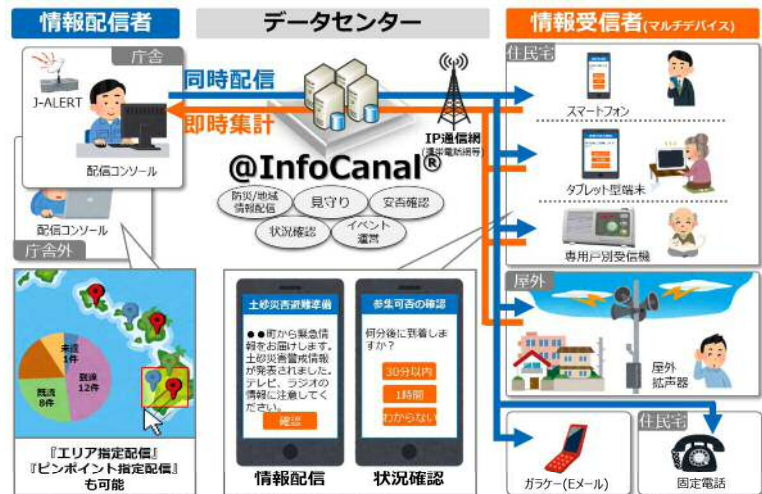 情報配信者
庁舎
J-ALERT
配信コンソール
配信コンソール
庁舎外
未達
1件
到達
12件
既読
8件
『エリア指定配信』
『ピンポイント指定配信』
も可能
データセンター
同時配信
即時集計
IP通信網
(携帯電話網等)
@InfoCanal®
防災/地域
情報配信
見守り
安否確認
状況確認
イベント
運営
土砂災害避難準備
●●町から緊急情
報をお届けします。
土砂災害警戒情報
が発表されました。
テレビ、ラジオの
情報に注意してく
ださい。
確認
情報配信
参集可否の確認
何分後に到着しま
すか？
30分以内
1時間
わからない
状況確認
情報受信者(マルチデバイス)
住民宅
スマートフォン
タブレット型端末
専用戸別受信機
屋外
屋外
拡声器
ガラケー(Eメール)
住民宅
固定電話